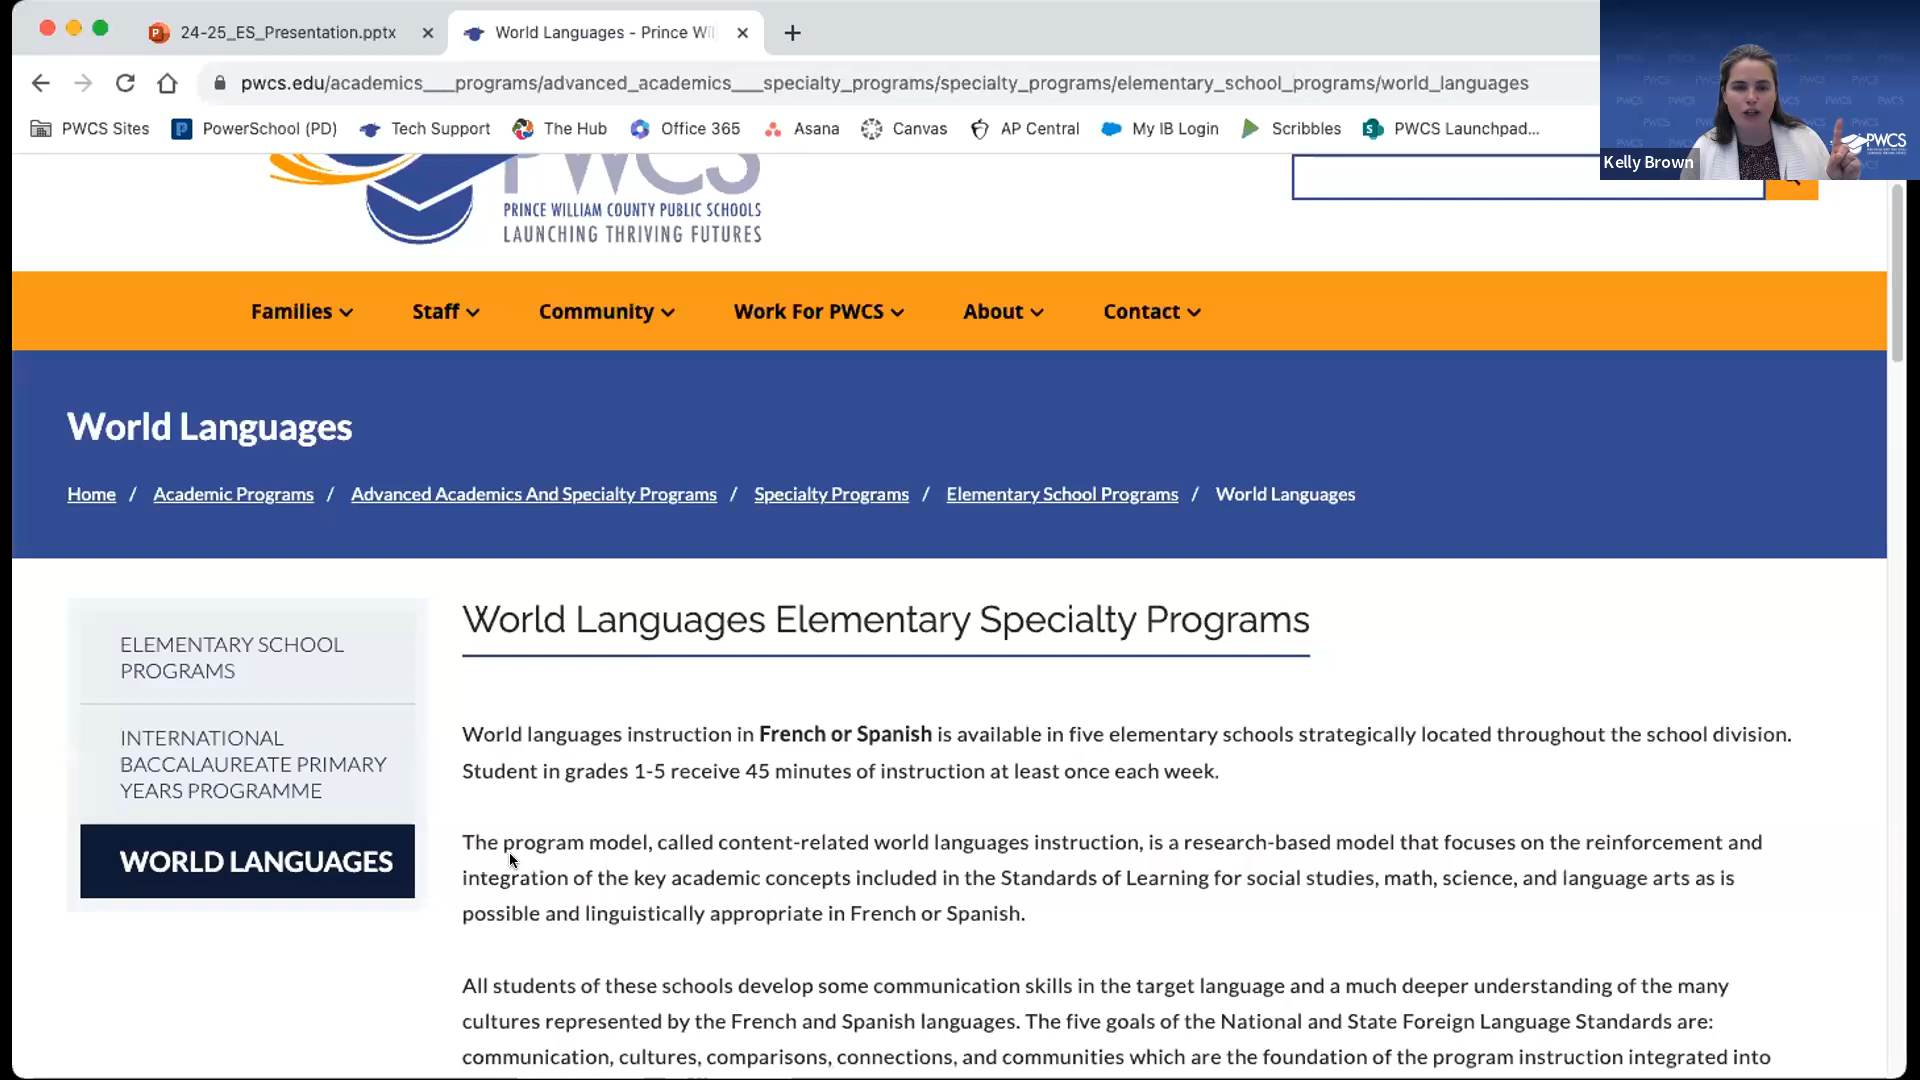 24-25_ES_Presentation.pptx
World Languages - Prince Wil
pwcs.edu/academics___programs/advanced_academics___specialty_programs/specialty_programs/elementary_school_programs/world_languages
PWCS Sites
PowerSchool (PD)
Tech Support
The Hub
Office 365
Asana
Canvas
AP Central
My IB Login
Scribbles
PWCS Launchpad...
Kelly Brown
PWCS
PWCS
PRINCE WILLIAM COUNTY PUBLIC SCHOOLS
LAUNCHING THRIVING FUTURES
Families
Staff
Community
Work For PWCS
About
Contact
World Languages
Home / Academic Programs / Advanced Academics And Specialty Programs / Specialty Programs / Elementary School Programs / World Languages
ELEMENTARY SCHOOL
PROGRAMS
INTERNATIONAL
BACCALAUREATE PRIMARY
YEARS PROGRAMME
WORLD LANGUAGES
World Languages Elementary Specialty Programs
World languages instruction in French or Spanish is available in five elementary schools strategically located throughout the school division.
Student in grades 1-5 receive 45 minutes of instruction at least once each week.
The program model, called content-related world languages instruction, is a research-based model that focuses on the reinforcement and
integration of the key academic concepts included in the Standards of Learning for social studies, math, science, and language arts as is
possible and linguistically appropriate in French or Spanish.
All students of these schools develop some communication skills in the target language and a much deeper understanding of the many
cultures represented by the French and Spanish languages. The five goals of the National and State Foreign Language Standards are:
communication, cultures, comparisons, connections, and communities which are the foundation of the program instruction integrated into